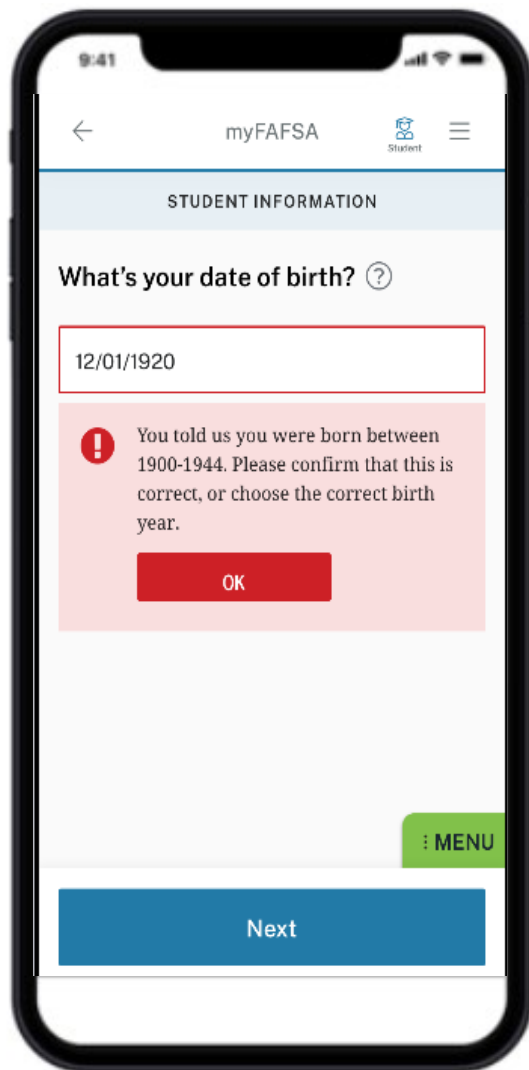 9:41
myFAFSA
Student
STUDENT INFORMATION
What's your date of birth? ?
12/01/1920
You told us you were born between
1900-1944. Please confirm that this is
correct, or choose the correct birth
year.
OK
⋮ MENU
Next